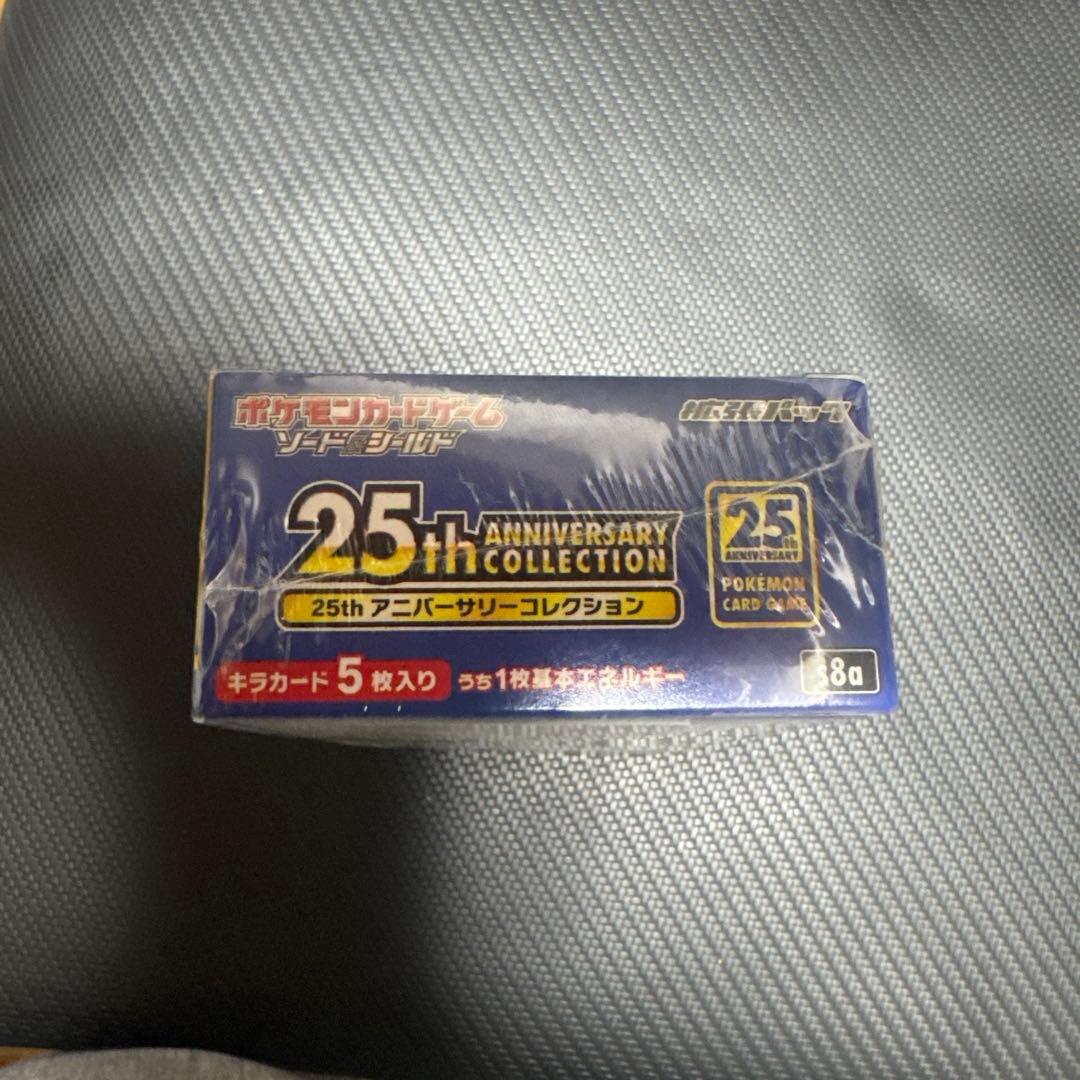 ポケモンカードゲーム
ソード&シールド
拡張パック
25th ANNIVERSARY
COLLECTION
25th アニバーサリーコレクション
25th
ANNIVERSARY
POKÉMON
CARD GAME
キラカード5枚入り うち1枚基本エネルギー
s8a